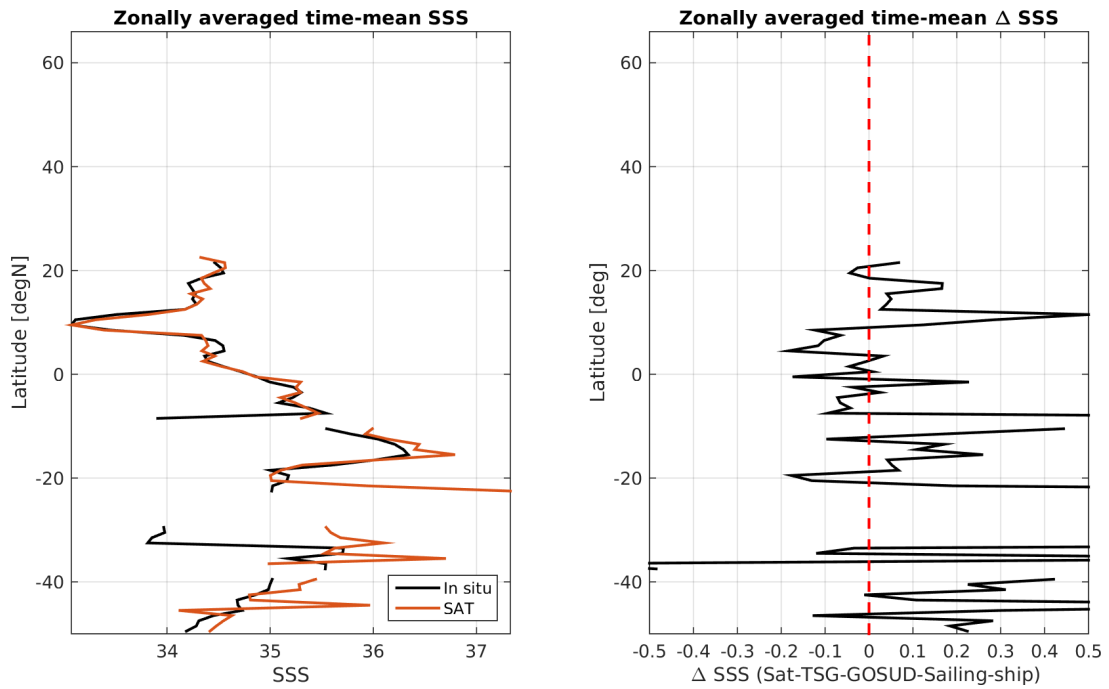 Zonally averaged time-mean SSS
60
40
20
0
-20
-40
Latitude [degN]
34
35
36
37
SSS
In situ
SAT
Zonally averaged time-mean Δ SSS
60
40
20
0
-20
-40
Latitude [deg]
-0.5 -0.4 -0.3 -0.2 -0.1 0 0.1 0.2 0.3 0.4 0.5
Δ SSS (Sat-TSG-GOSUD-Sailing-ship)